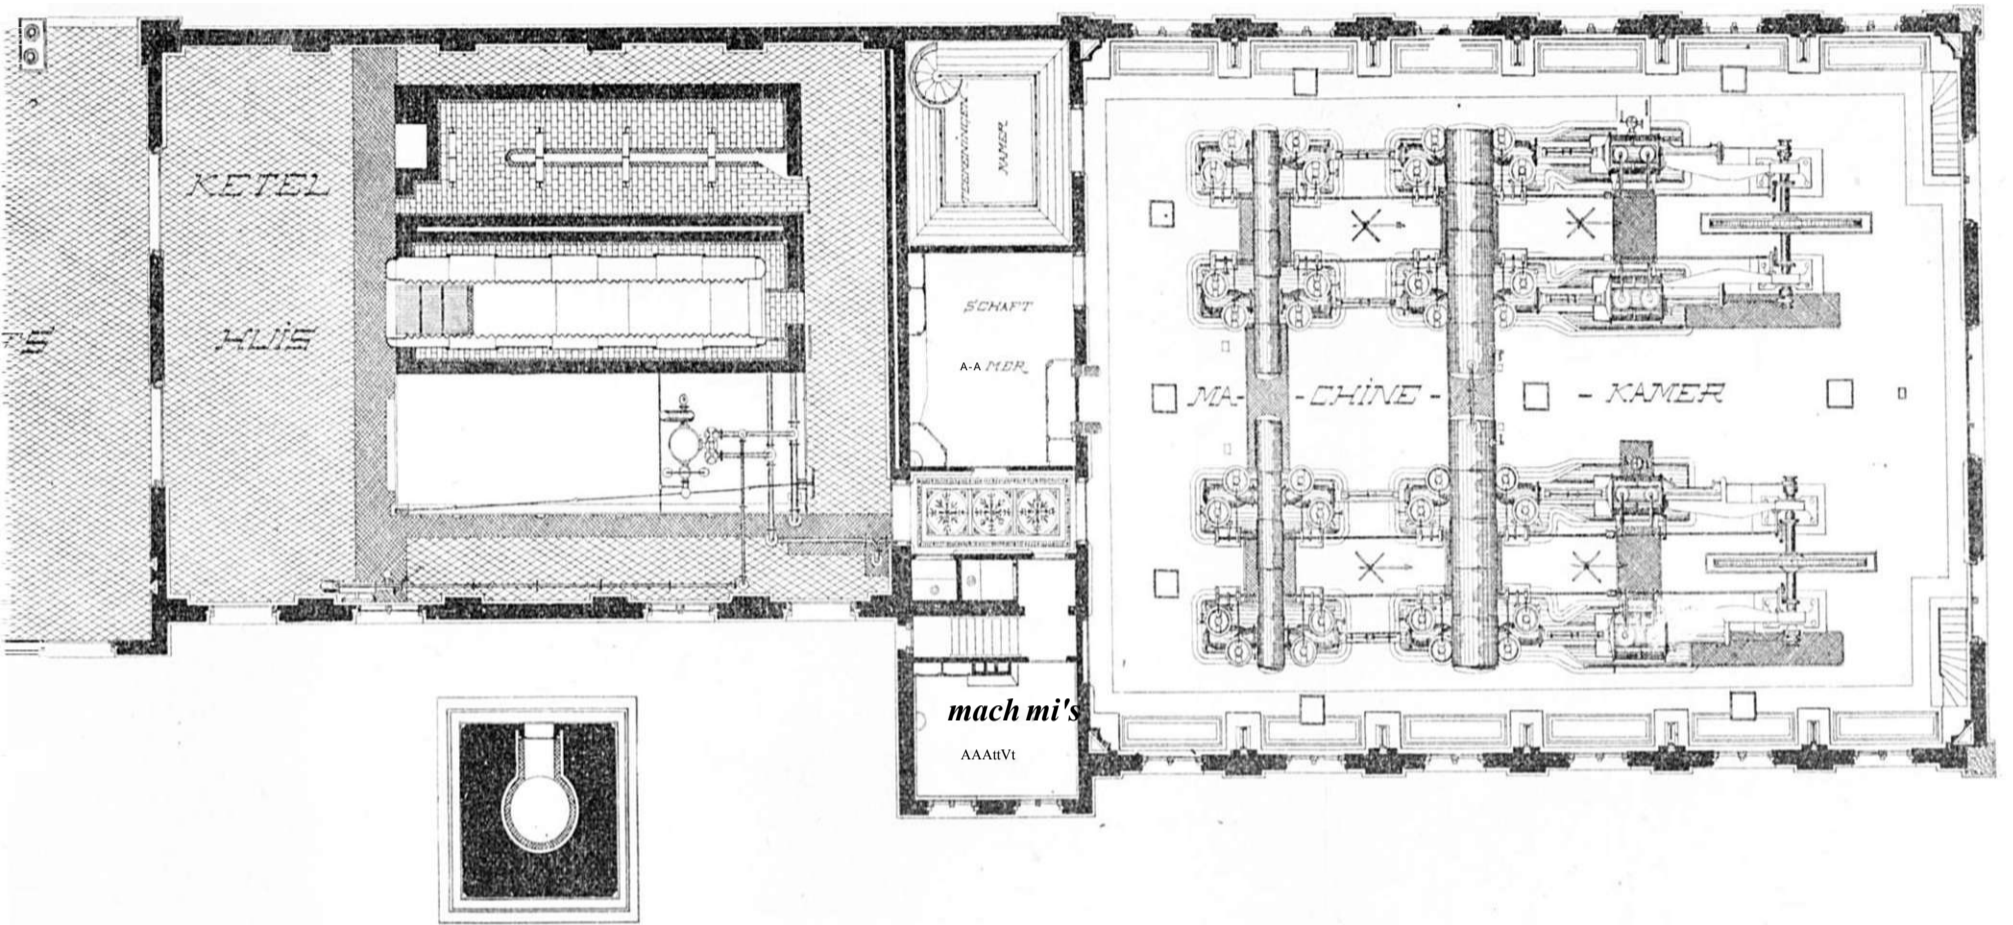 KETEL
HUIS
KAMER
SCHAFT
A-A MER
MA- -CHINE- -KAMER
mach mi's
AAAttVt